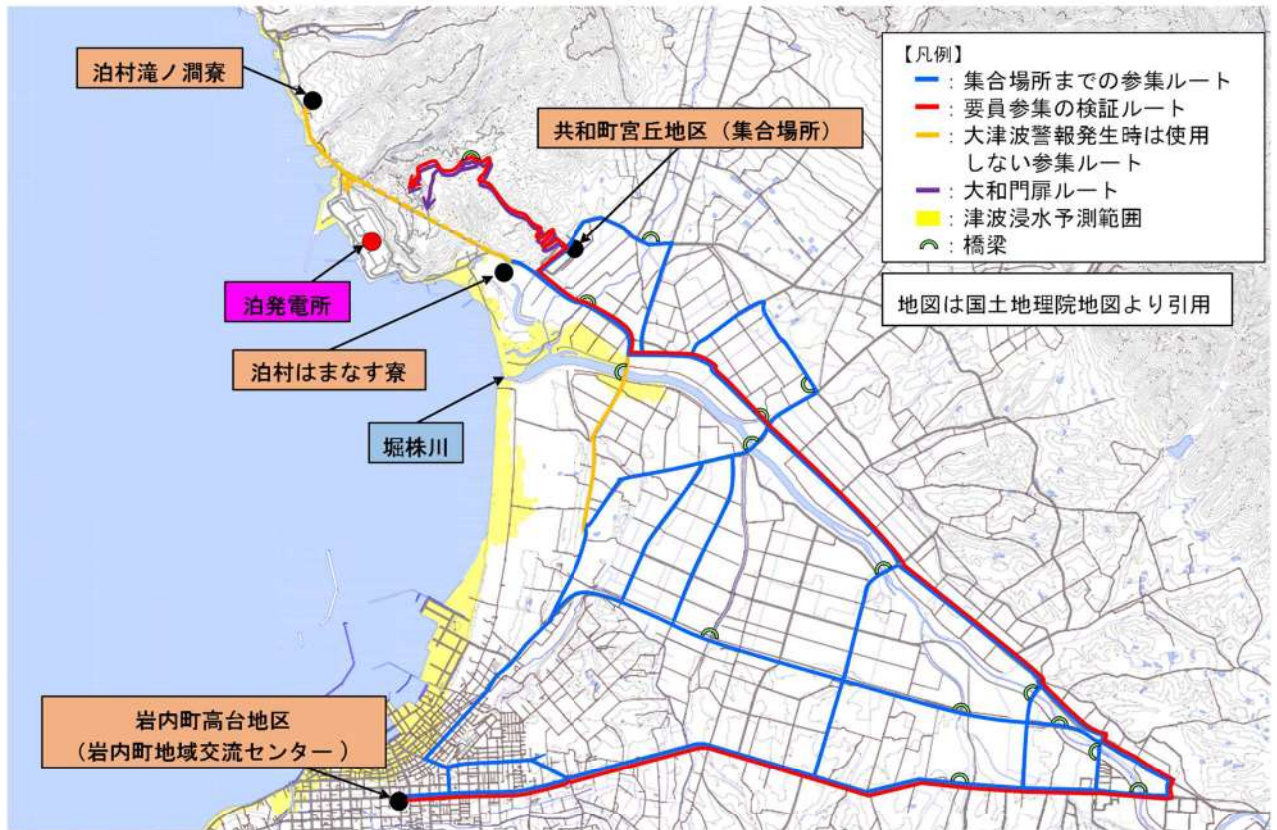 泊村滝ノ澗寮
共和町宮丘地区（集合場所）
【凡例】
：集合場所までの参集ルート
：要員参集の検証ルート
：大津波警報発生時は使用
しない参集ルート
：大和門扉ルート
：津波浸水予測範囲
：橋梁
地図は国土地理院地図より引用
泊発電所
泊村はまなす寮
堀株川
岩内町高台地区
（岩内町地域交流センター）